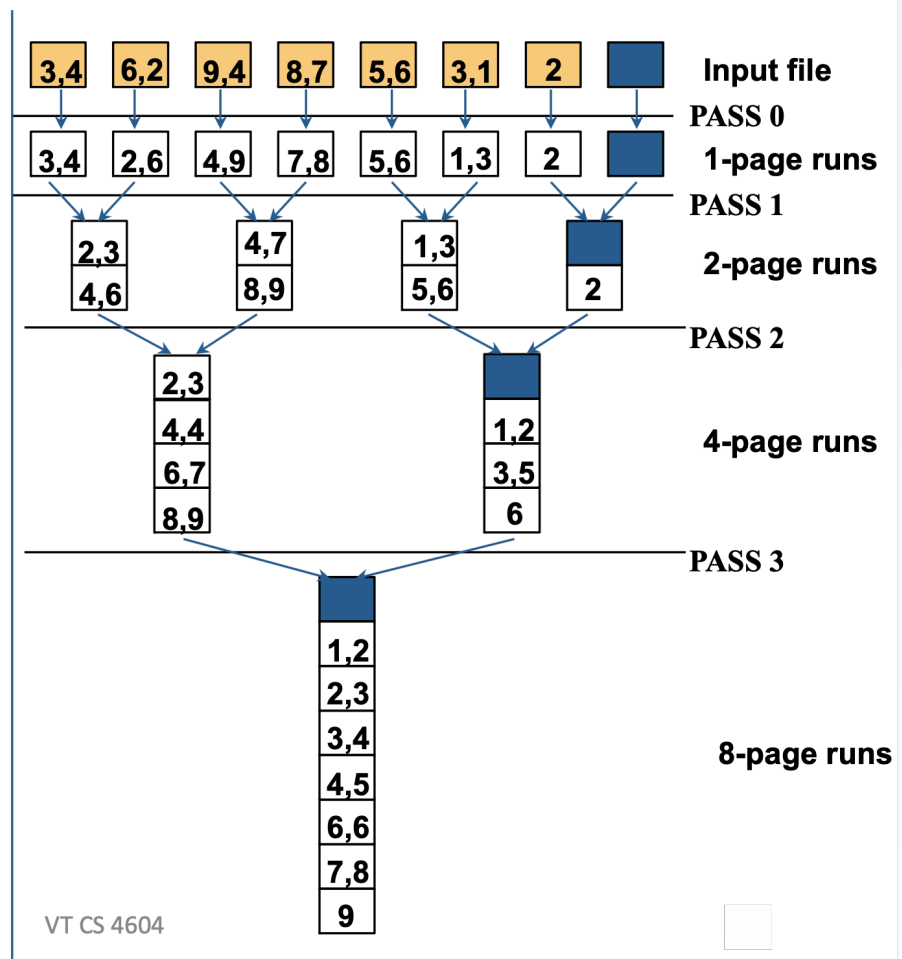 3,4 6,2 9,4 8,7 5,6 3,1 2 Input file
PASS 0
3,4 2,6 4,9 7,8 5,6 1,3 2 1-page runs
PASS 1
2,3 4,7 1,3
2-page runs
4,6 8,9 5,6 2
PASS 2
2,3
4,4 1,2
4-page runs
6,7 3,5
8,9 6
PASS 3
1,2
2,3
3,4
8-page runs
4,5
6,6
7,8
9
VT CS 4604